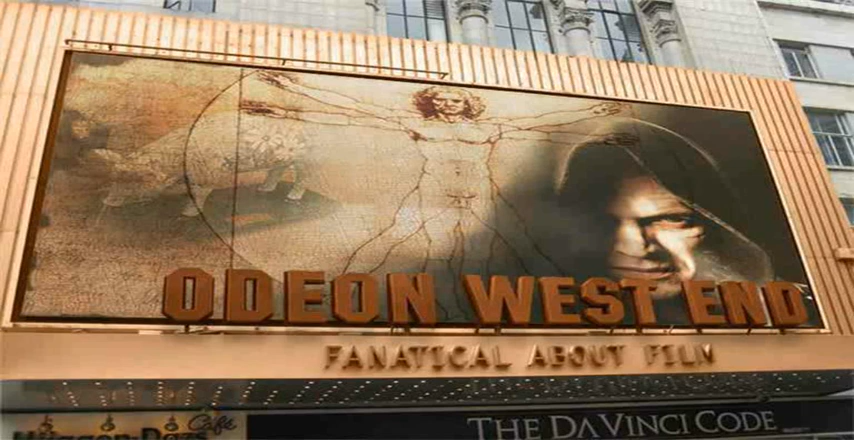 ODEON WEST END
FANATICAL ABOUT FILM
Häagen-Dazs Café
THE DA VINCI CODE